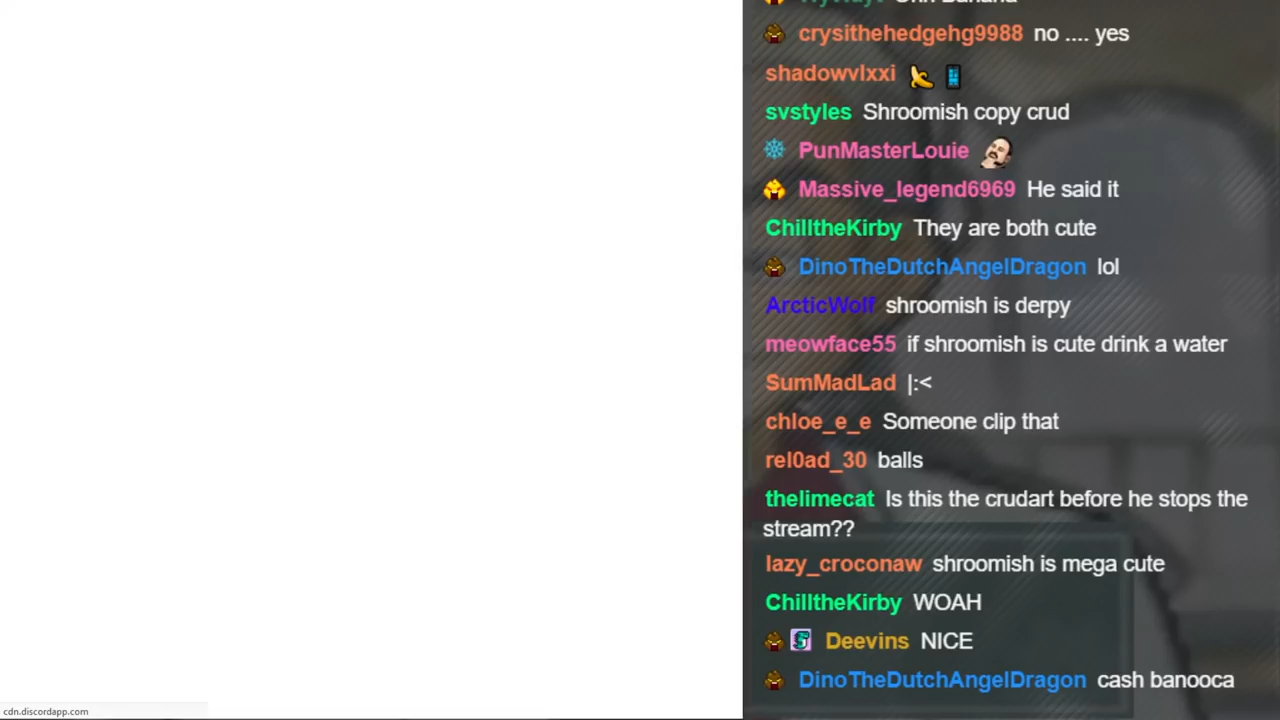 crysithehedgehg9988 no .... yes
shadowvlxxi
svstyles Shroomish copy crud
PunMasterLouie
Massive_legend6969 He said it
ChilltheKirby They are both cute
DinoTheDutchAngelDragon lol
ArcticWolf shroomish is derpy
meowface55 if shroomish is cute drink a water
SumMadLad |:<
chloe_e_e Someone clip that
rel0ad_30 balls
thelimecat Is this the crudart before he stops the
stream??
lazy_croconaw shroomish is mega cute
ChilltheKirby WOAH
Deevins NICE
DinoTheDutchAngelDragon cash banooca
cdn.discordapp.com